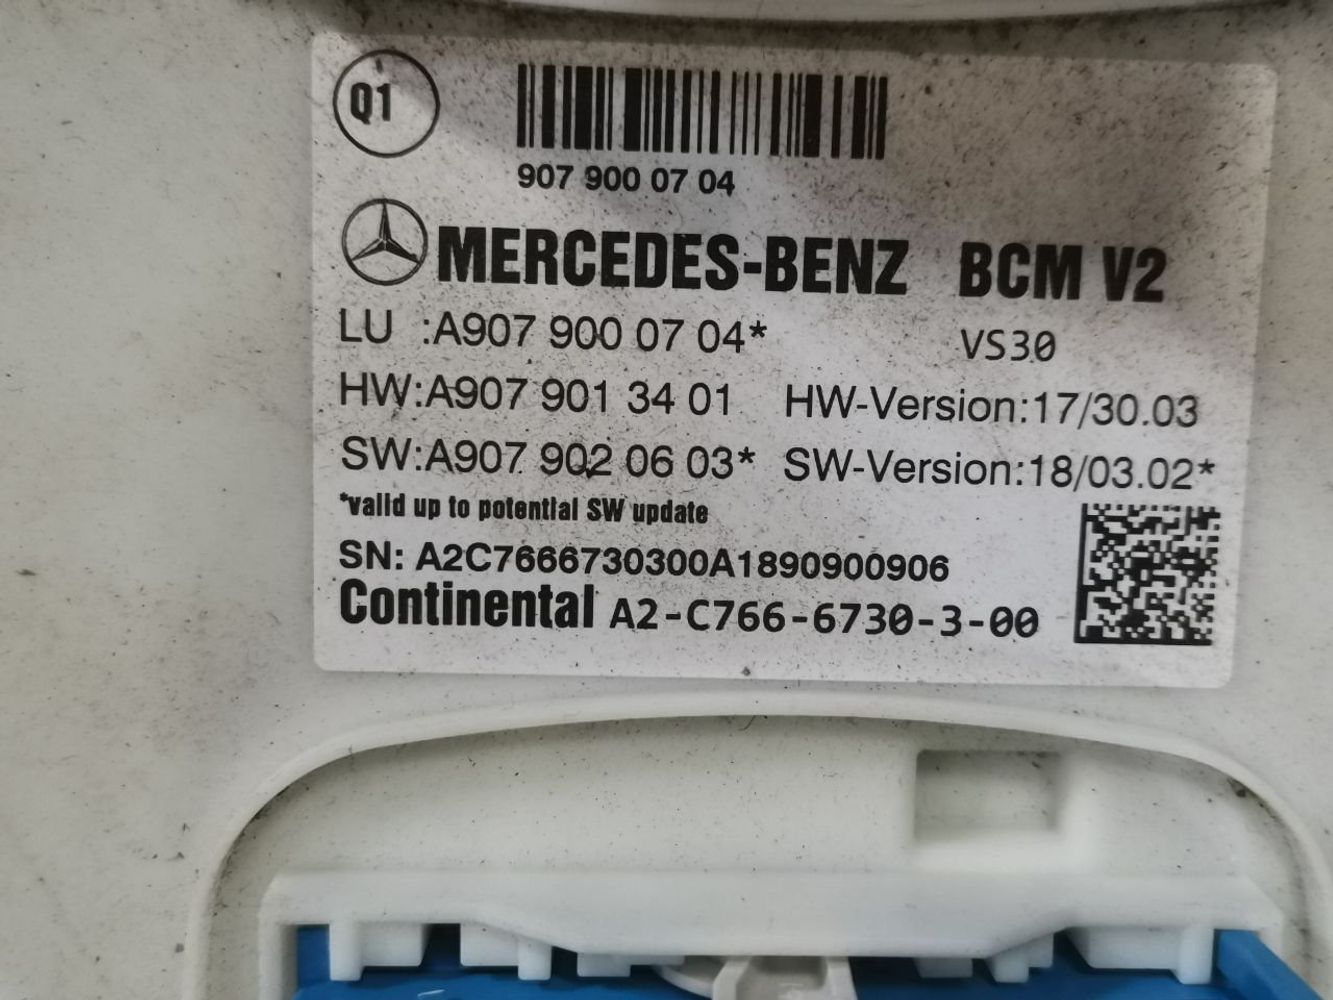 Q1
907 900 07 04
MERCEDES-BENZ BCM V2
LU :A907 900 07 04* VS30
HW:A907 901 34 01 HW-Version:17/30.03
SW:A907 902 06 03* SW-Version:18/03.02*
*valid up to potential SW update
SN: A2C7666730300A1890900906
Continental A2-C766-6730-3-00